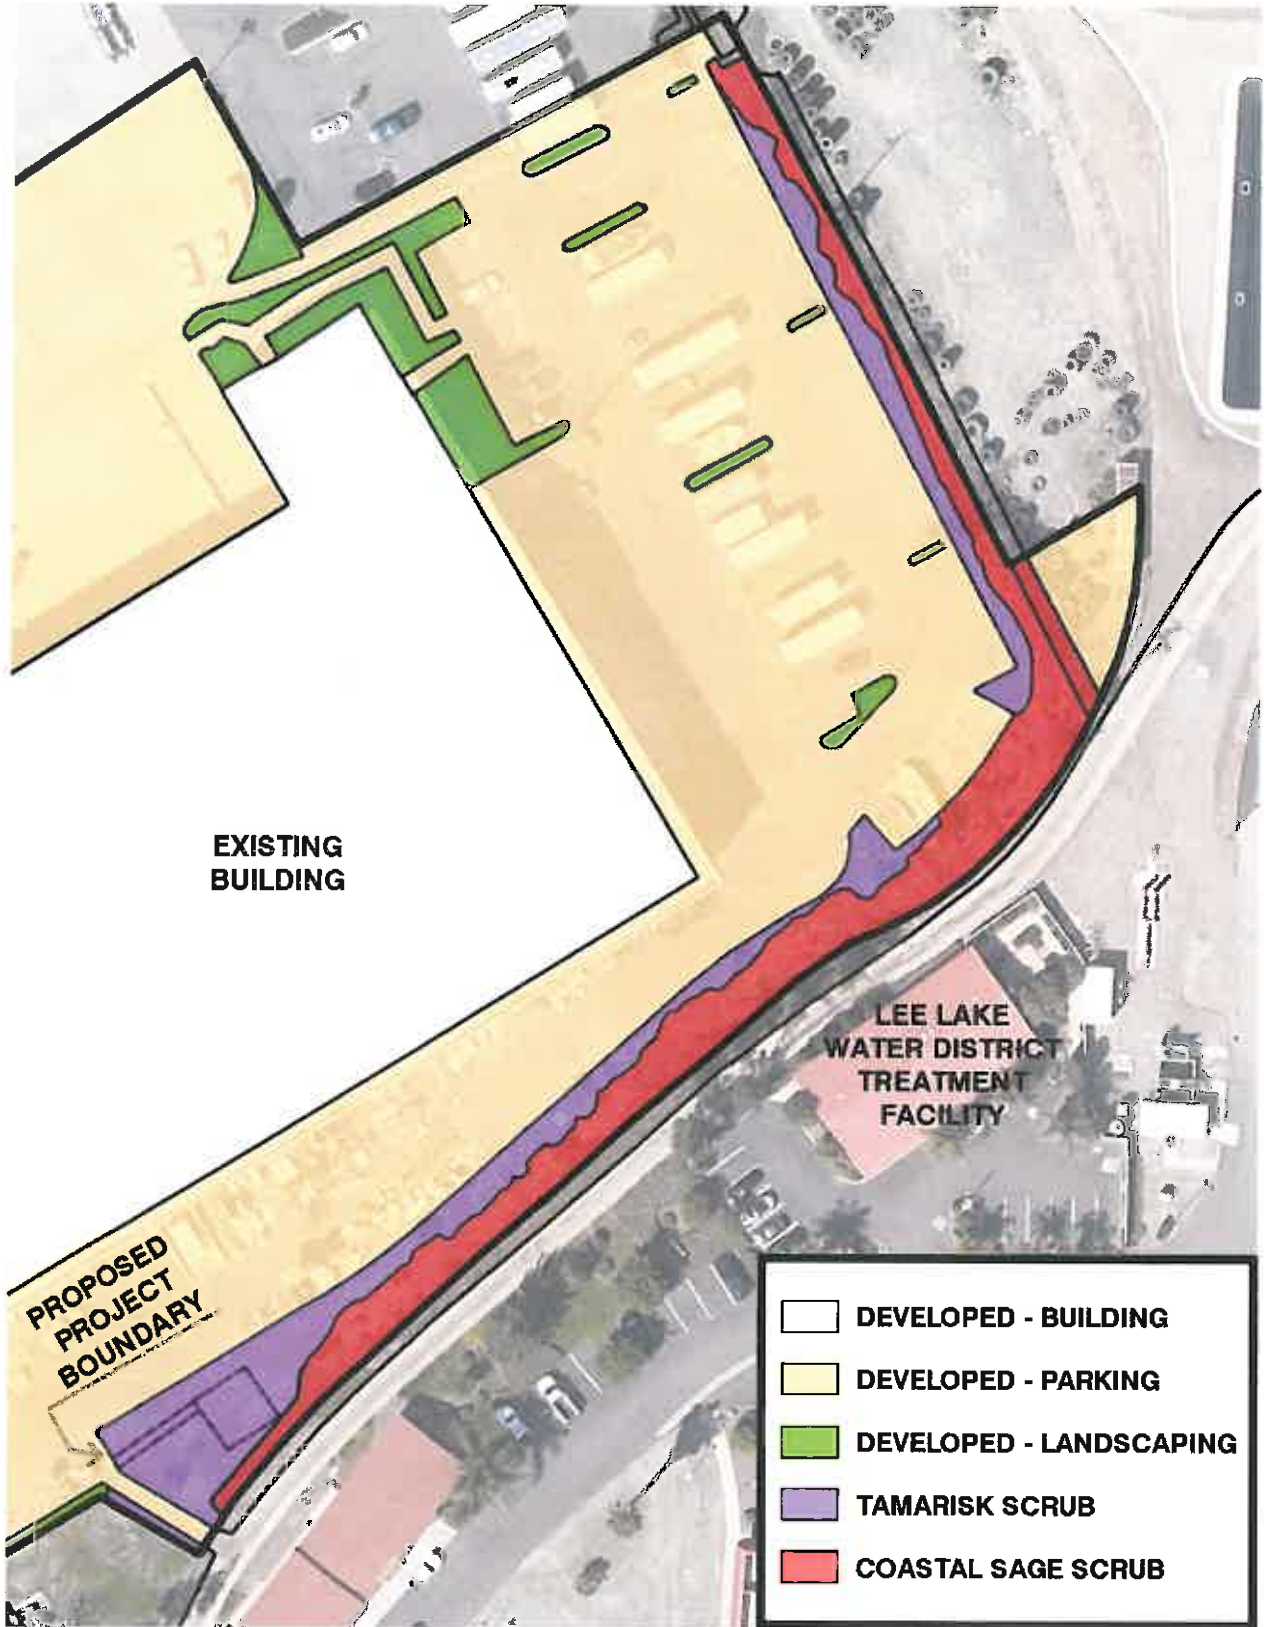 EXISTING
BUILDING
LEE LAKE
WATER DISTRICT
TREATMENT
FACILITY
PROPOSED
PROJECT
BOUNDARY
DEVELOPED - BUILDING
DEVELOPED - PARKING
DEVELOPED - LANDSCAPING
TAMARISK SCRUB
COASTAL SAGE SCRUB